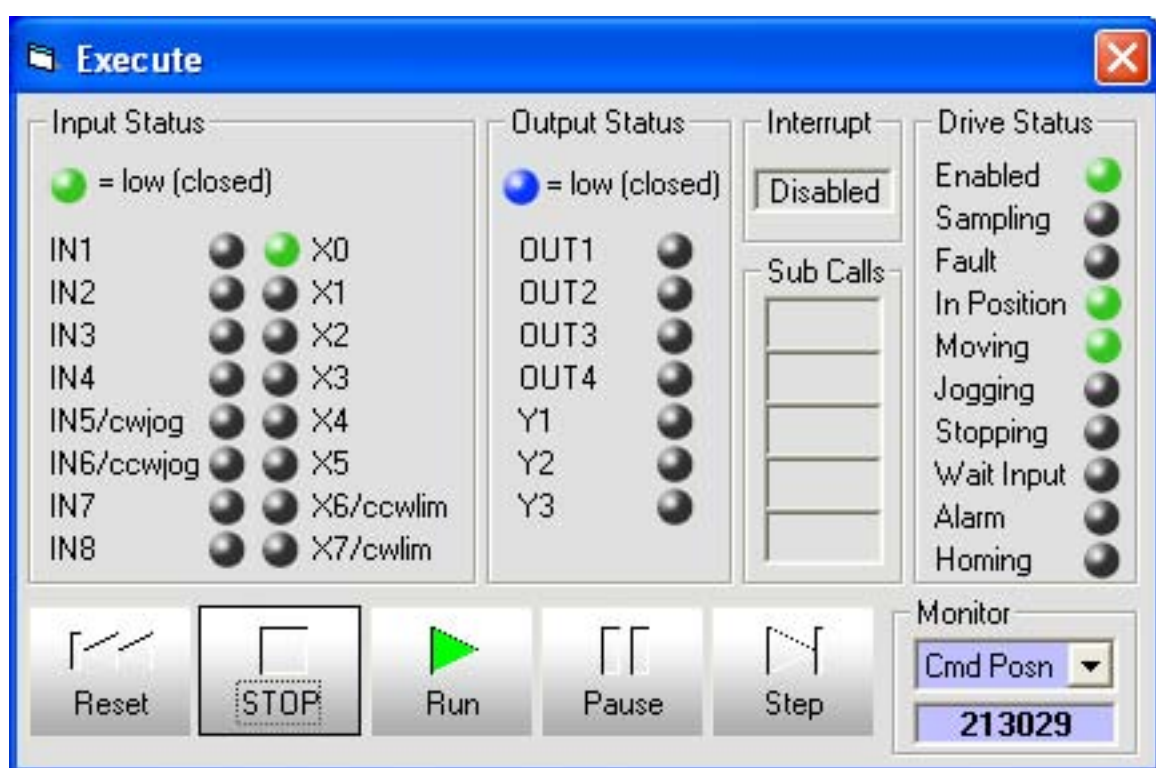 Execute
Input Status
= low (closed)
IN1
X0
IN2
X1
IN3
X2
IN4
X3
IN5/cwjog
X4
IN6/ccwjog
X5
IN7
X6/ccwlim
IN8
X7/cwlim
Output Status
= low (closed)
OUT1
OUT2
OUT3
OUT4
Y1
Y2
Y3
Interrupt
Disabled
Sub Calls
Drive Status
Enabled
Sampling
Fault
In Position
Moving
Jogging
Stopping
Wait Input
Alarm
Homing
Reset
STOP
Run
Pause
Step
Monitor
Cmd Posn
213029